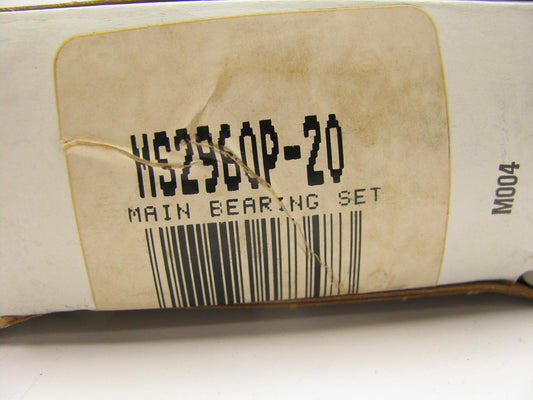 MS2960P-20
MAIN BEARING SET
M004